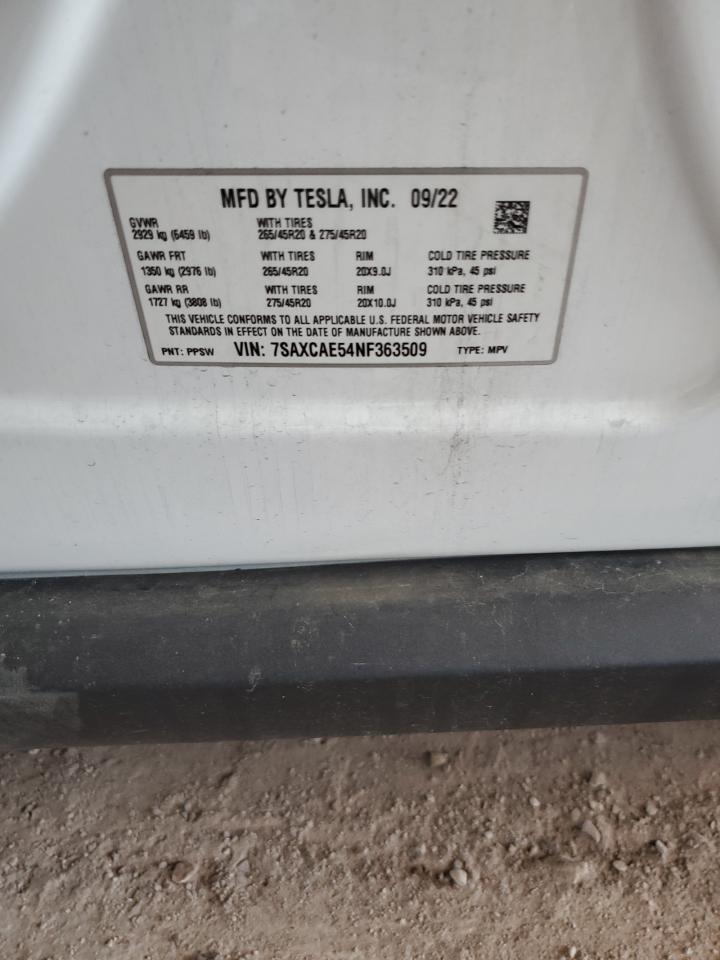 MFD BY TESLA, INC. 09/22
GVWR WITH TIRES
2929 kg (6459 lb) 265/45R20 & 275/45R20
GAWR FRT WITH TIRES RIM COLD TIRE PRESSURE
1350 kg (2976 lb) 265/45R20 20X9.0J 310 kPa, 45 psi
GAWR RR WITH TIRES RIM COLD TIRE PRESSURE
1727 kg (3808 lb) 275/45R20 20X10.0J 310 kPa, 45 psi
THIS VEHICLE CONFORMS TO ALL APPLICABLE U.S. FEDERAL MOTOR VEHICLE SAFETY
STANDARDS IN EFFECT ON THE DATE OF MANUFACTURE SHOWN ABOVE.
PNT: PPSW VIN: 7SAXCAE54NF363509 TYPE: MPV